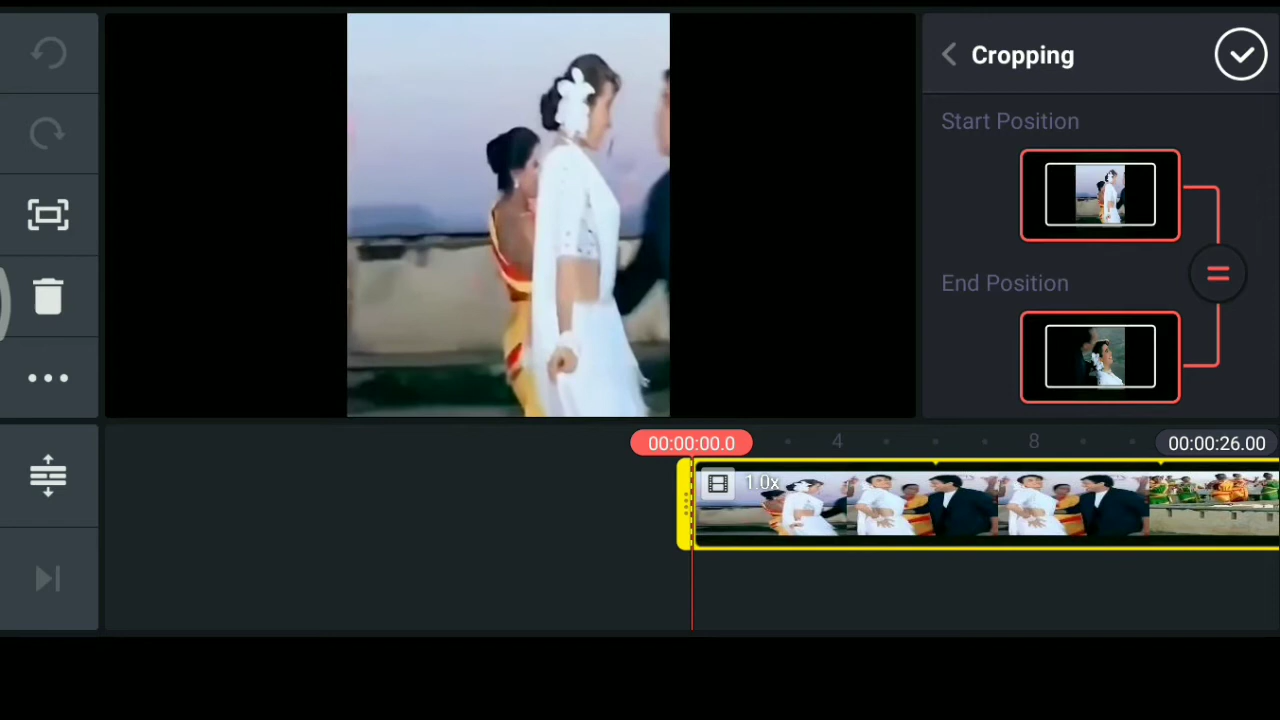 Cropping
Start Position
End Position
00:00:00.0
4
8
00:00:26.00
1.0x